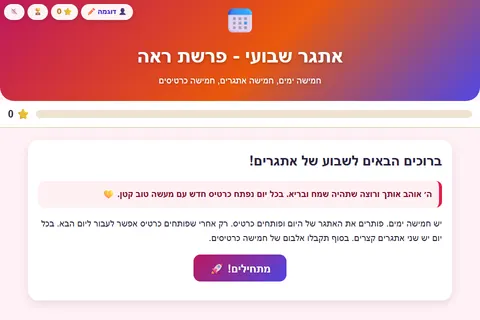 👤 דוגמה ✏️
⭐ 0
אתגר שבועי - פרשת ראה
חמישה ימים, חמישה אתגרים, חמישה כרטיסים
⭐ 0
ברוכים הבאים לשבוע של אתגרים!
ה׳ אוהב אותך ורוצה שתהיה שמח ובריא. בכל יום נפתח כרטיס חדש עם מעשה טוב קטן. 💛
יש חמישה ימים. פותרים את האתגר של היום ופותחים כרטיס. רק אחרי שפותחים כרטיס אפשר לעבור ליום הבא. בכל
יום יש שני אתגרים קצרים. בסוף תקבלו אלבום של חמישה כרטיסים.
מתחילים! 🚀